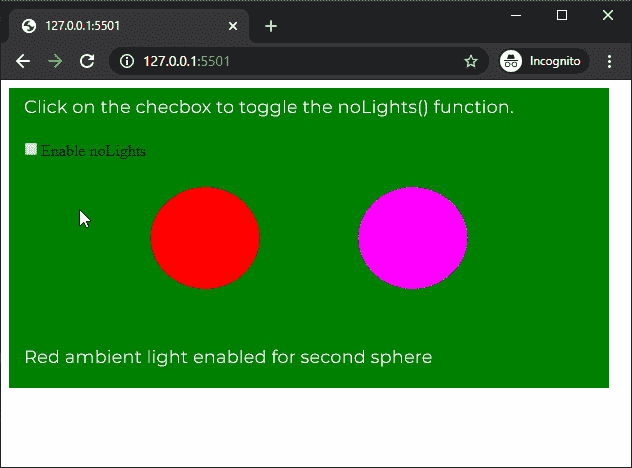 127.0.0.1:5501
127.0.0.1:5501
Incognito
Click on the checbox to toggle the noLights() function.
Enable noLights
Red ambient light enabled for second sphere